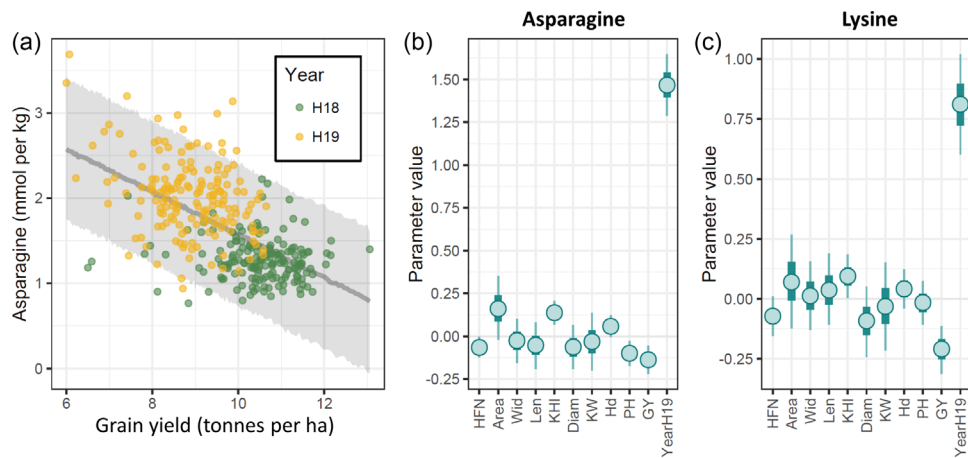 (a)
Asparagine (mmol per kg)
3
2
1
0
6
8
10
12
Grain yield (tonnes per ha)
Year
H18
H19
(b)
Asparagine
Parameter value
1.50
1.25
1.00
0.75
0.50
0.25
0.00
-0.25
HFN
Area
Wid
Len
KHI
Diam
KW
Hd
PH
GY
YearH19
(c)
Lysine
Parameter value
1.00
0.75
0.50
0.25
0.00
-0.25
HFN
Area
Wid
Len
KHI
Diam
KW
Hd
PH
GY
YearH19